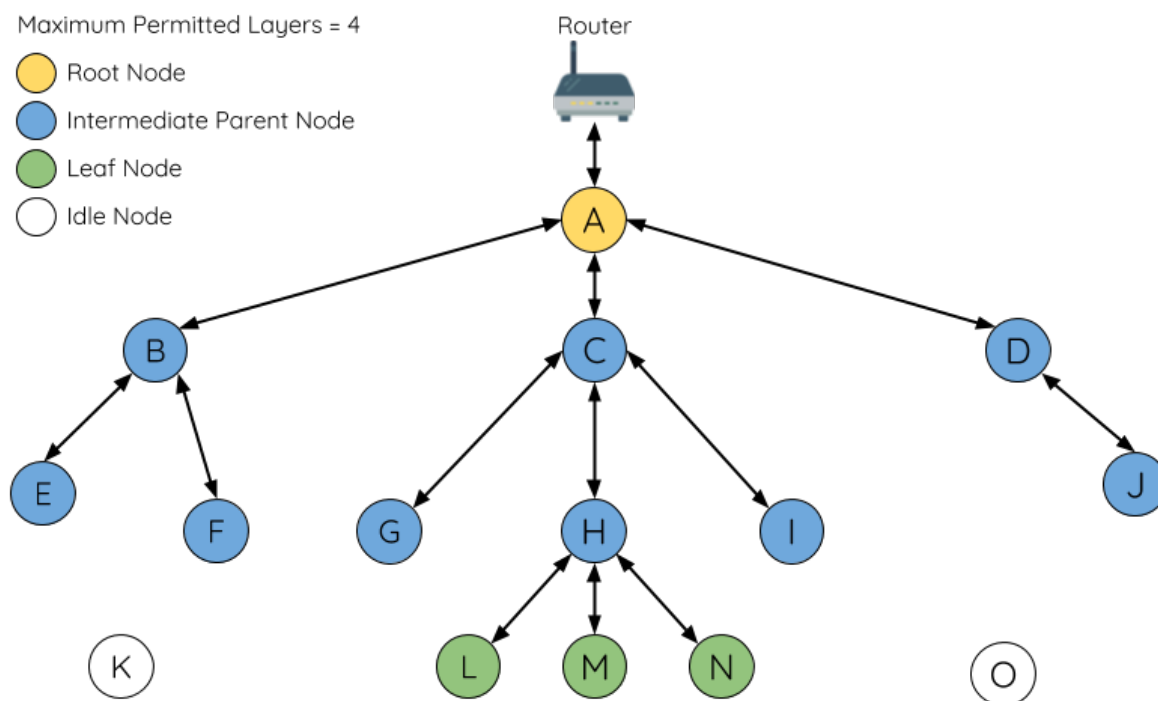 Maximum Permitted Layers = 4
Router
Root Node
Intermediate Parent Node
Leaf Node
Idle Node
A
B
C
D
E
F
G
H
I
J
K
L
M
N
O